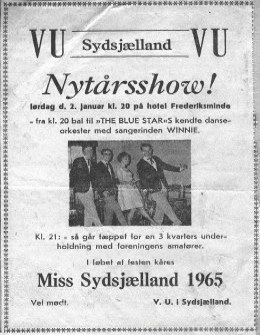 VU Sydsjælland VU
Nytårsshow!
lørdag d. 2. januar kl. 20 på hotel Frederiksminde
- fra kl. 20 bal til »THE BLUE STAR«S kendte danse-
orkester med sangerinden WINNIE.
Kl. 21: - så går tæppet for en 3 kvarters under-
holdning med foreningens amatører.
I løbet af festen kåres
Miss Sydsjælland 1965
Vel mødt. V. U. i Sydsjælland.